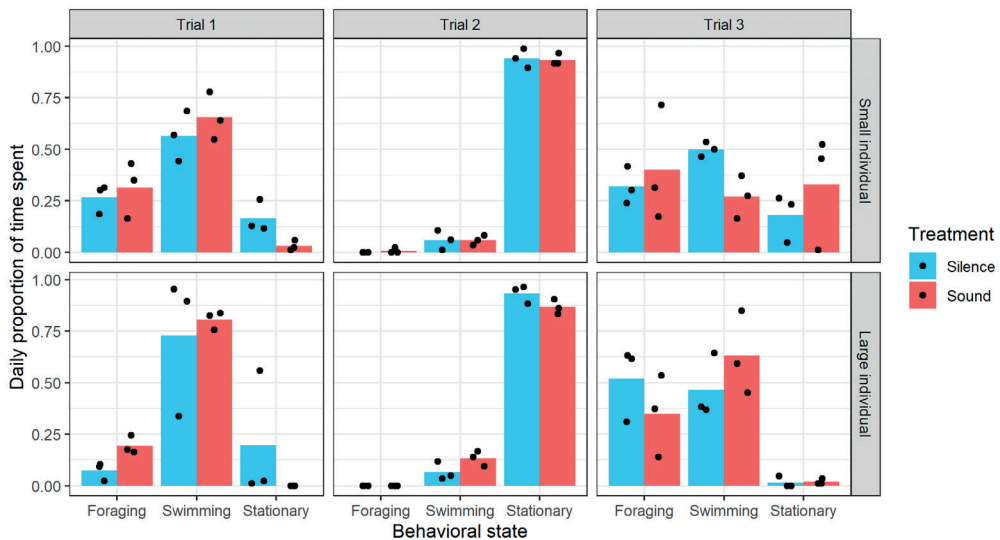 Trial 1 Trial 2 Trial 3
1.00
0.75
0.50
0.25
0.00
Small individual
1.00
0.75
0.50
0.25
0.00
Large individual
Daily proportion of time spent
Foraging Swimming Stationary Foraging Swimming Stationary Foraging Swimming Stationary
Behavioral state
Treatment
Silence
Sound